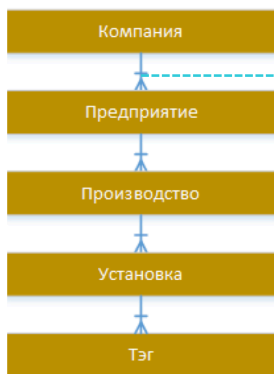 Компания
Предприятие
Производство
Установка
Тэг